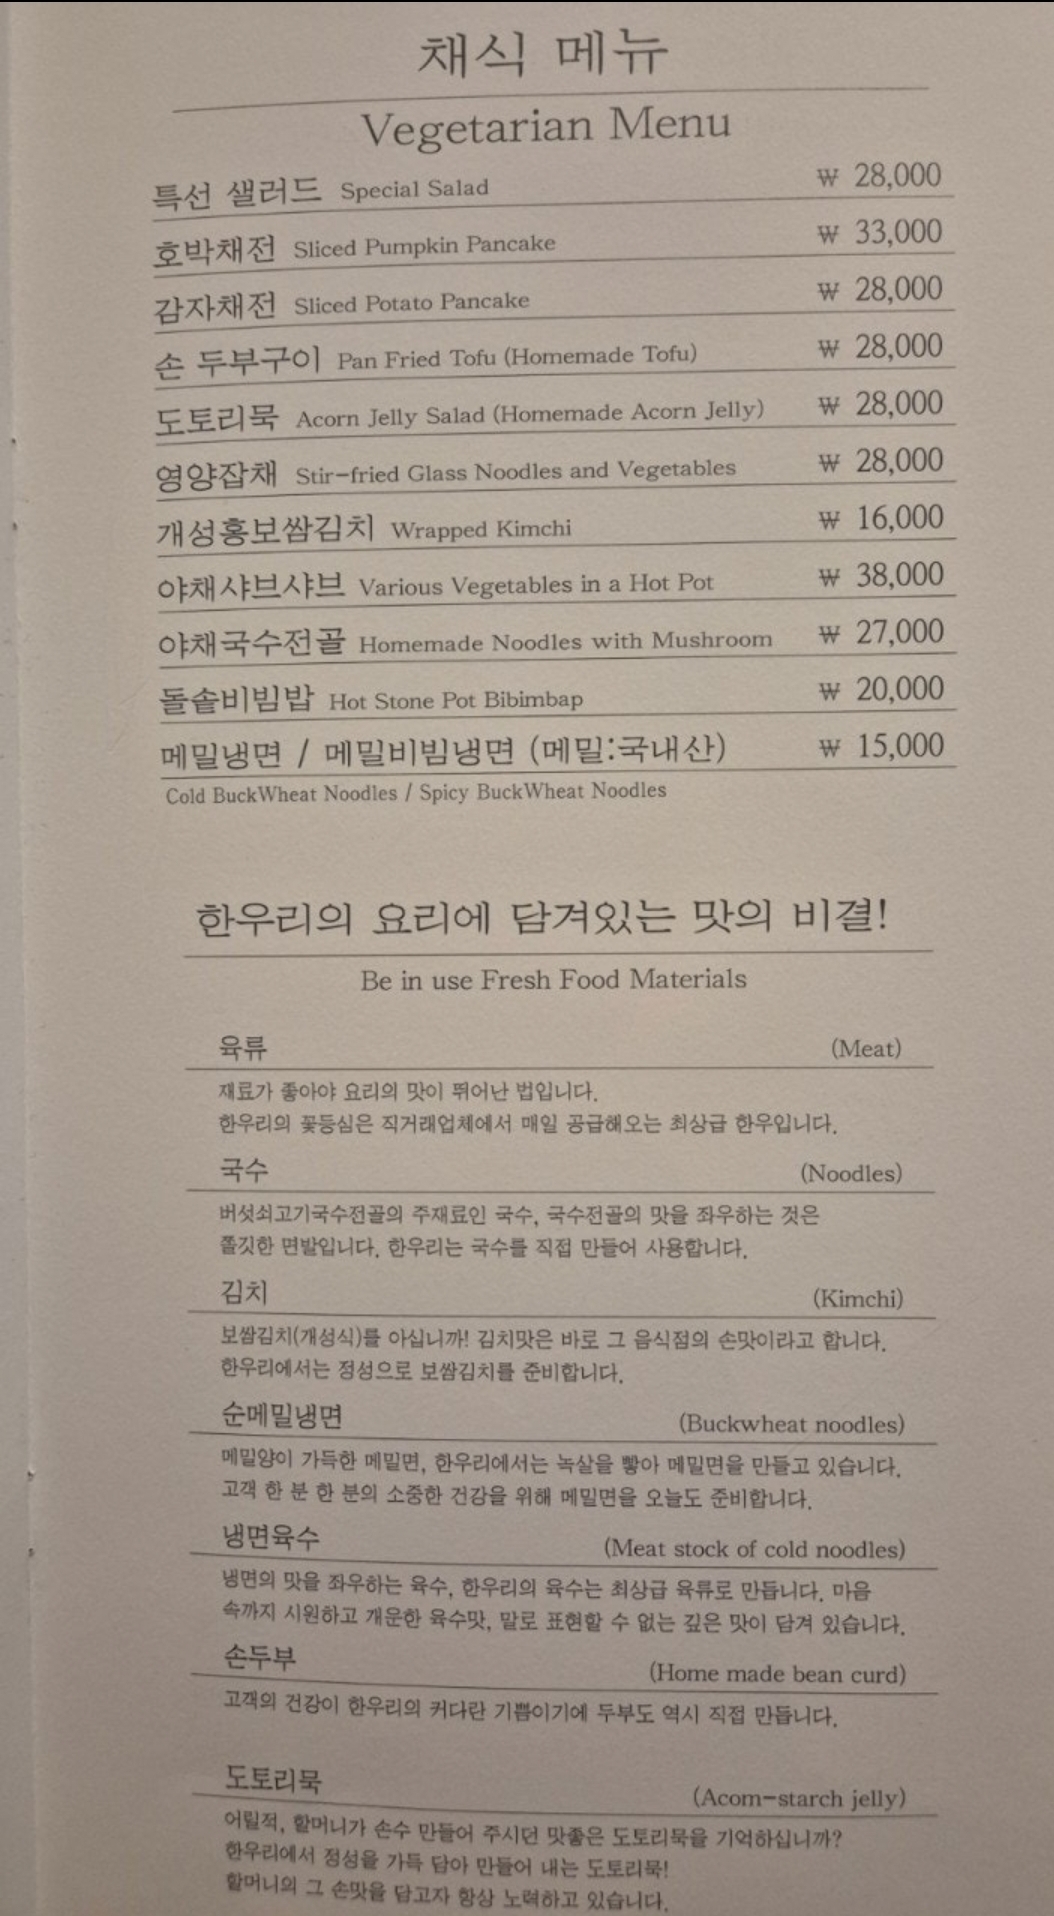 채식 메뉴
Vegetarian Menu
특선 샐러드 Special Salad ₩ 28,000
호박채전 Sliced Pumpkin Pancake ₩ 33,000
감자채전 Sliced Potato Pancake ₩ 28,000
손 두부구이 Pan Fried Tofu (Homemade Tofu) ₩ 28,000
도토리묵 Acorn Jelly Salad (Homemade Acorn Jelly) ₩ 28,000
영양잡채 Stir-fried Glass Noodles and Vegetables ₩ 28,000
개성홍보쌈김치 Wrapped Kimchi ₩ 16,000
야채샤브샤브 Various Vegetables in a Hot Pot ₩ 38,000
야채국수전골 Homemade Noodles with Mushroom ₩ 27,000
돌솥비빔밥 Hot Stone Pot Bibimbap ₩ 20,000
메밀냉면 / 메밀비빔냉면 (메밀:국내산) ₩ 15,000
Cold BuckWheat Noodles / Spicy BuckWheat Noodles
한우리의 요리에 담겨있는 맛의 비결!
Be in use Fresh Food Materials
육류 (Meat)
재료가 좋아야 요리의 맛이 뛰어난 법입니다.
한우리의 꽃등심은 직거래업체에서 매일 공급해오는 최상급 한우입니다.
국수 (Noodles)
버섯쇠고기국수전골의 주재료인 국수, 국수전골의 맛을 좌우하는 것은
쫄깃한 면발입니다. 한우리는 국수를 직접 만들어 사용합니다.
김치 (Kimchi)
보쌈김치(개성식)를 아십니까! 김치맛은 바로 그 음식점의 손맛이라고 합니다.
한우리에서는 정성으로 보쌈김치를 준비합니다.
순메밀냉면 (Buckwheat noodles)
메밀양이 가득한 메밀면, 한우리에서는 녹살을 빻아 메밀면을 만들고 있습니다.
고객 한 분 한 분의 소중한 건강을 위해 메밀면을 오늘도 준비합니다.
냉면육수 (Meat stock of cold noodles)
냉면의 맛을 좌우하는 육수, 한우리의 육수는 최상급 육류로 만듭니다. 마음
속까지 시원하고 개운한 육수맛, 말로 표현할 수 없는 깊은 맛이 담겨 있습니다.
손두부 (Home made bean curd)
고객의 건강이 한우리의 커다란 기쁨이기에 두부도 역시 직접 만듭니다.
도토리묵 (Acom-starch jelly)
어릴적, 할머니가 손수 만들어 주시던 맛좋은 도토리묵을 기억하십니까?
한우리에서 정성을 가득 담아 만들어 내는 도토리묵!
할머니의 그 손맛을 담고자 항상 노력하고 있습니다.